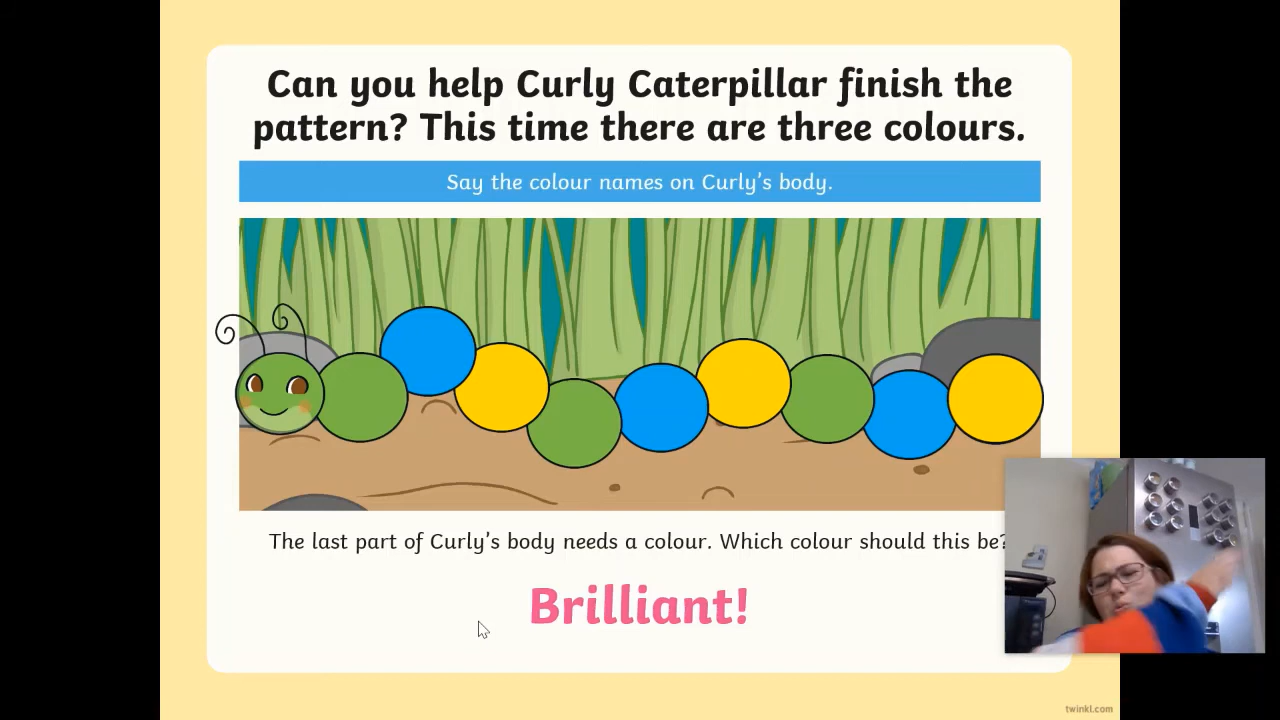 Can you help Curly Caterpillar finish the
pattern? This time there are three colours.
Say the colour names on Curly's body.
The last part of Curly's body needs a colour. Which colour should this be?
Brilliant!
twinkl.com